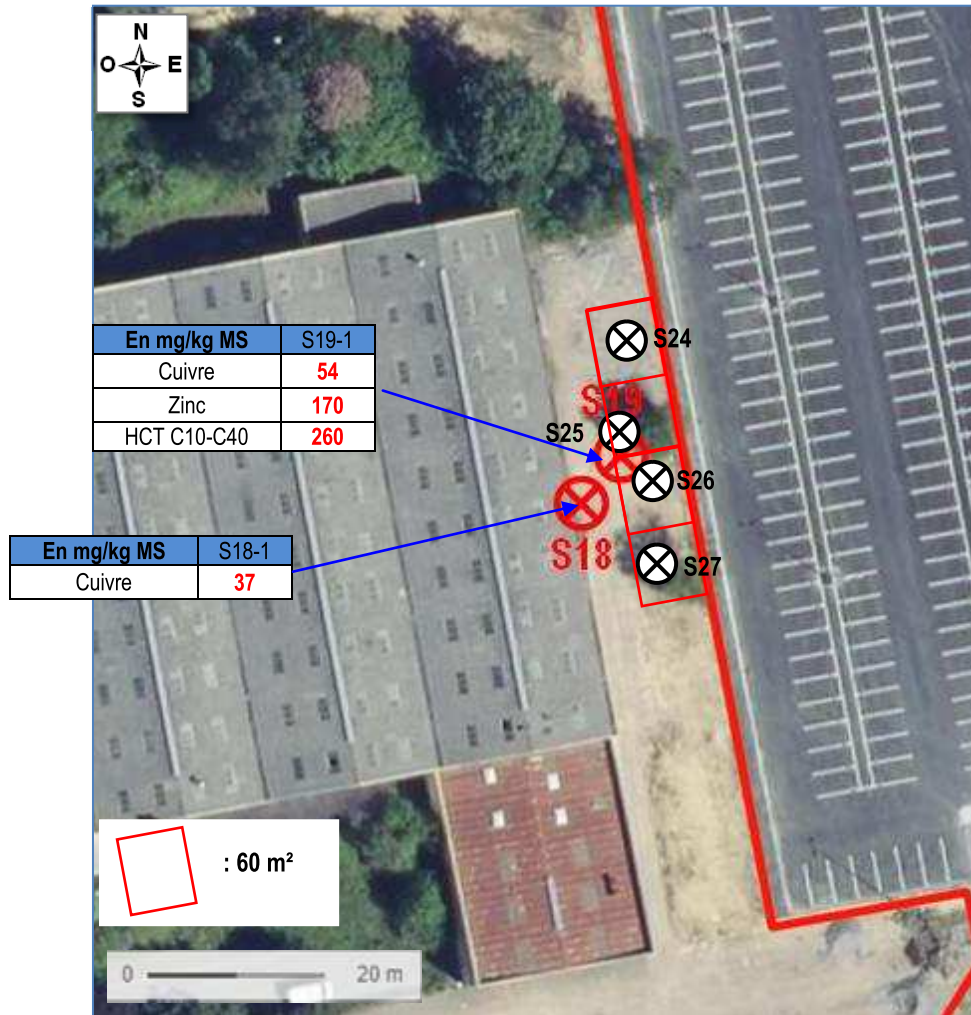 N
O E
S
En mg/kg MS S19-1
Cuivre 54
Zinc 170
HCT C10-C40 260
S24
S19
S25
S26
S18
S27
En mg/kg MS S18-1
Cuivre 37
: 60 m²
0 20 m